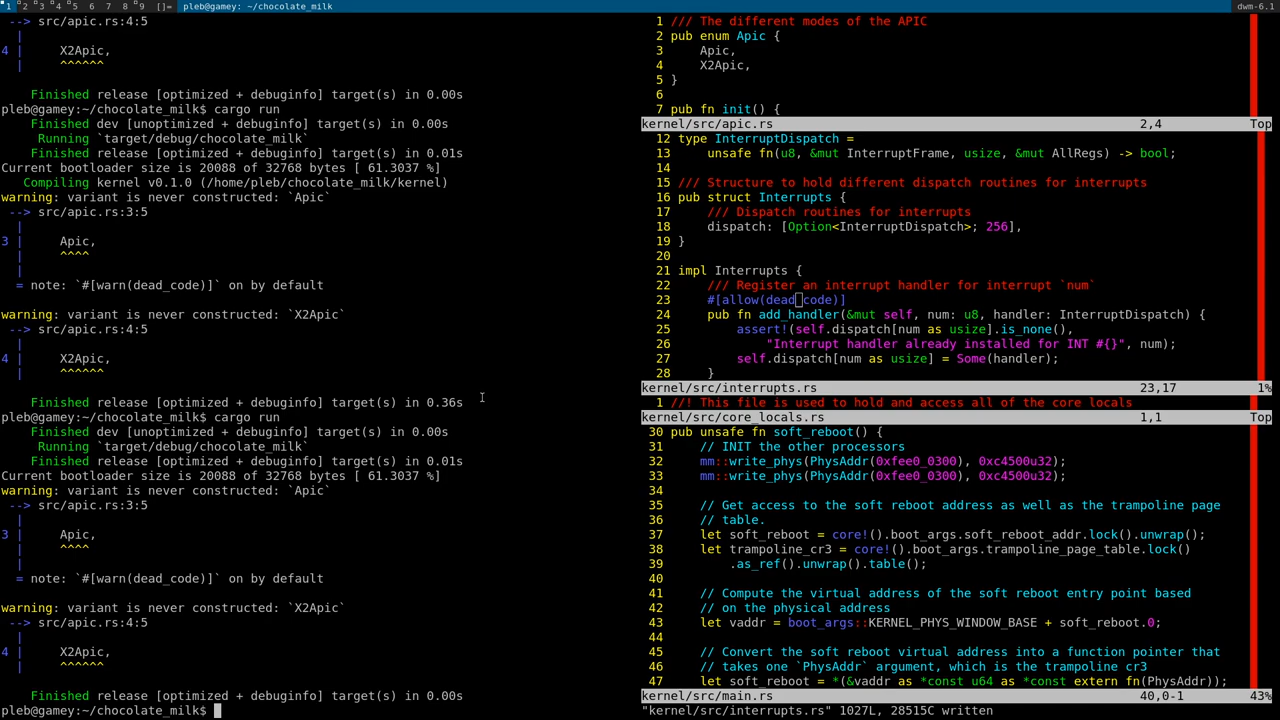 1 2 3 4 5 6 7 8 9 []= pleb@gamey: ~/chocolate_milk dwm-6.1
--> src/apic.rs:4:5
|
4 | X2Apic,
| ^^^^^^
Finished release [optimized + debuginfo] target(s) in 0.00s
pleb@gamey:~/chocolate_milk$ cargo run
Finished dev [unoptimized + debuginfo] target(s) in 0.00s
Running `target/debug/chocolate_milk`
Finished release [optimized + debuginfo] target(s) in 0.01s
Current bootloader size is 20088 of 32768 bytes [ 61.3037 %]
Compiling kernel v0.1.0 (/home/pleb/chocolate_milk/kernel)
warning: variant is never constructed: `Apic`
--> src/apic.rs:3:5
|
3 | Apic,
| ^^^^
|
= note: `#[warn(dead_code)]` on by default
warning: variant is never constructed: `X2Apic`
--> src/apic.rs:4:5
|
4 | X2Apic,
| ^^^^^^
Finished release [optimized + debuginfo] target(s) in 0.36s
pleb@gamey:~/chocolate_milk$ cargo run
Finished dev [unoptimized + debuginfo] target(s) in 0.00s
Running `target/debug/chocolate_milk`
Finished release [optimized + debuginfo] target(s) in 0.01s
Current bootloader size is 20088 of 32768 bytes [ 61.3037 %]
warning: variant is never constructed: `Apic`
--> src/apic.rs:3:5
|
3 | Apic,
| ^^^^
|
= note: `#[warn(dead_code)]` on by default
warning: variant is never constructed: `X2Apic`
--> src/apic.rs:4:5
|
4 | X2Apic,
| ^^^^^^
Finished release [optimized + debuginfo] target(s) in 0.00s
pleb@gamey:~/chocolate_milk$
1 /// The different modes of the APIC
2 pub enum Apic {
3 Apic,
4 X2Apic,
5 }
6
7 pub fn init() {
kernel/src/apic.rs 2,4 Top
12 type InterruptDispatch =
13 unsafe fn(u8, &mut InterruptFrame, usize, &mut AllRegs) -> bool;
14
15 /// Structure to hold different dispatch routines for interrupts
16 pub struct Interrupts {
17 /// Dispatch routines for interrupts
18 dispatch: [Option<InterruptDispatch>; 256],
19 }
20
21 impl Interrupts {
22 /// Register an interrupt handler for interrupt `num`
23 #[allow(dead_code)]
24 pub fn add_handler(&mut self, num: u8, handler: InterruptDispatch) {
25 assert!(self.dispatch[num as usize].is_none(),
26 "Interrupt handler already installed for INT #{}", num);
27 self.dispatch[num as usize] = Some(handler);
28 }
kernel/src/interrupts.rs 23,17 1%
1 //! This file is used to hold and access all of the core locals
kernel/src/core_locals.rs 1,1 Top
30 pub unsafe fn soft_reboot() {
31 // INIT the other processors
32 mm::write_phys(PhysAddr(0xfee0_0300), 0xc4500u32);
33 mm::write_phys(PhysAddr(0xfee0_0300), 0xc4500u32);
34
35 // Get access to the soft reboot address as well as the trampoline page
36 // table.
37 let soft_reboot = core!().boot_args.soft_reboot_addr.lock().unwrap();
38 let trampoline_cr3 = core!().boot_args.trampoline_page_table.lock()
39 .as_ref().unwrap().table();
40
41 // Compute the virtual address of the soft reboot entry point based
42 // on the physical address
43 let vaddr = boot_args::KERNEL_PHYS_WINDOW_BASE + soft_reboot.0;
44
45 // Convert the soft reboot virtual address into a function pointer that
46 // takes one `PhysAddr` argument, which is the trampoline cr3
47 let soft_reboot = *(&vaddr as *const u64 as *const extern fn(PhysAddr));
kernel/src/main.rs 40,0-1 43%
"kernel/src/interrupts.rs" 1027L, 28515C written